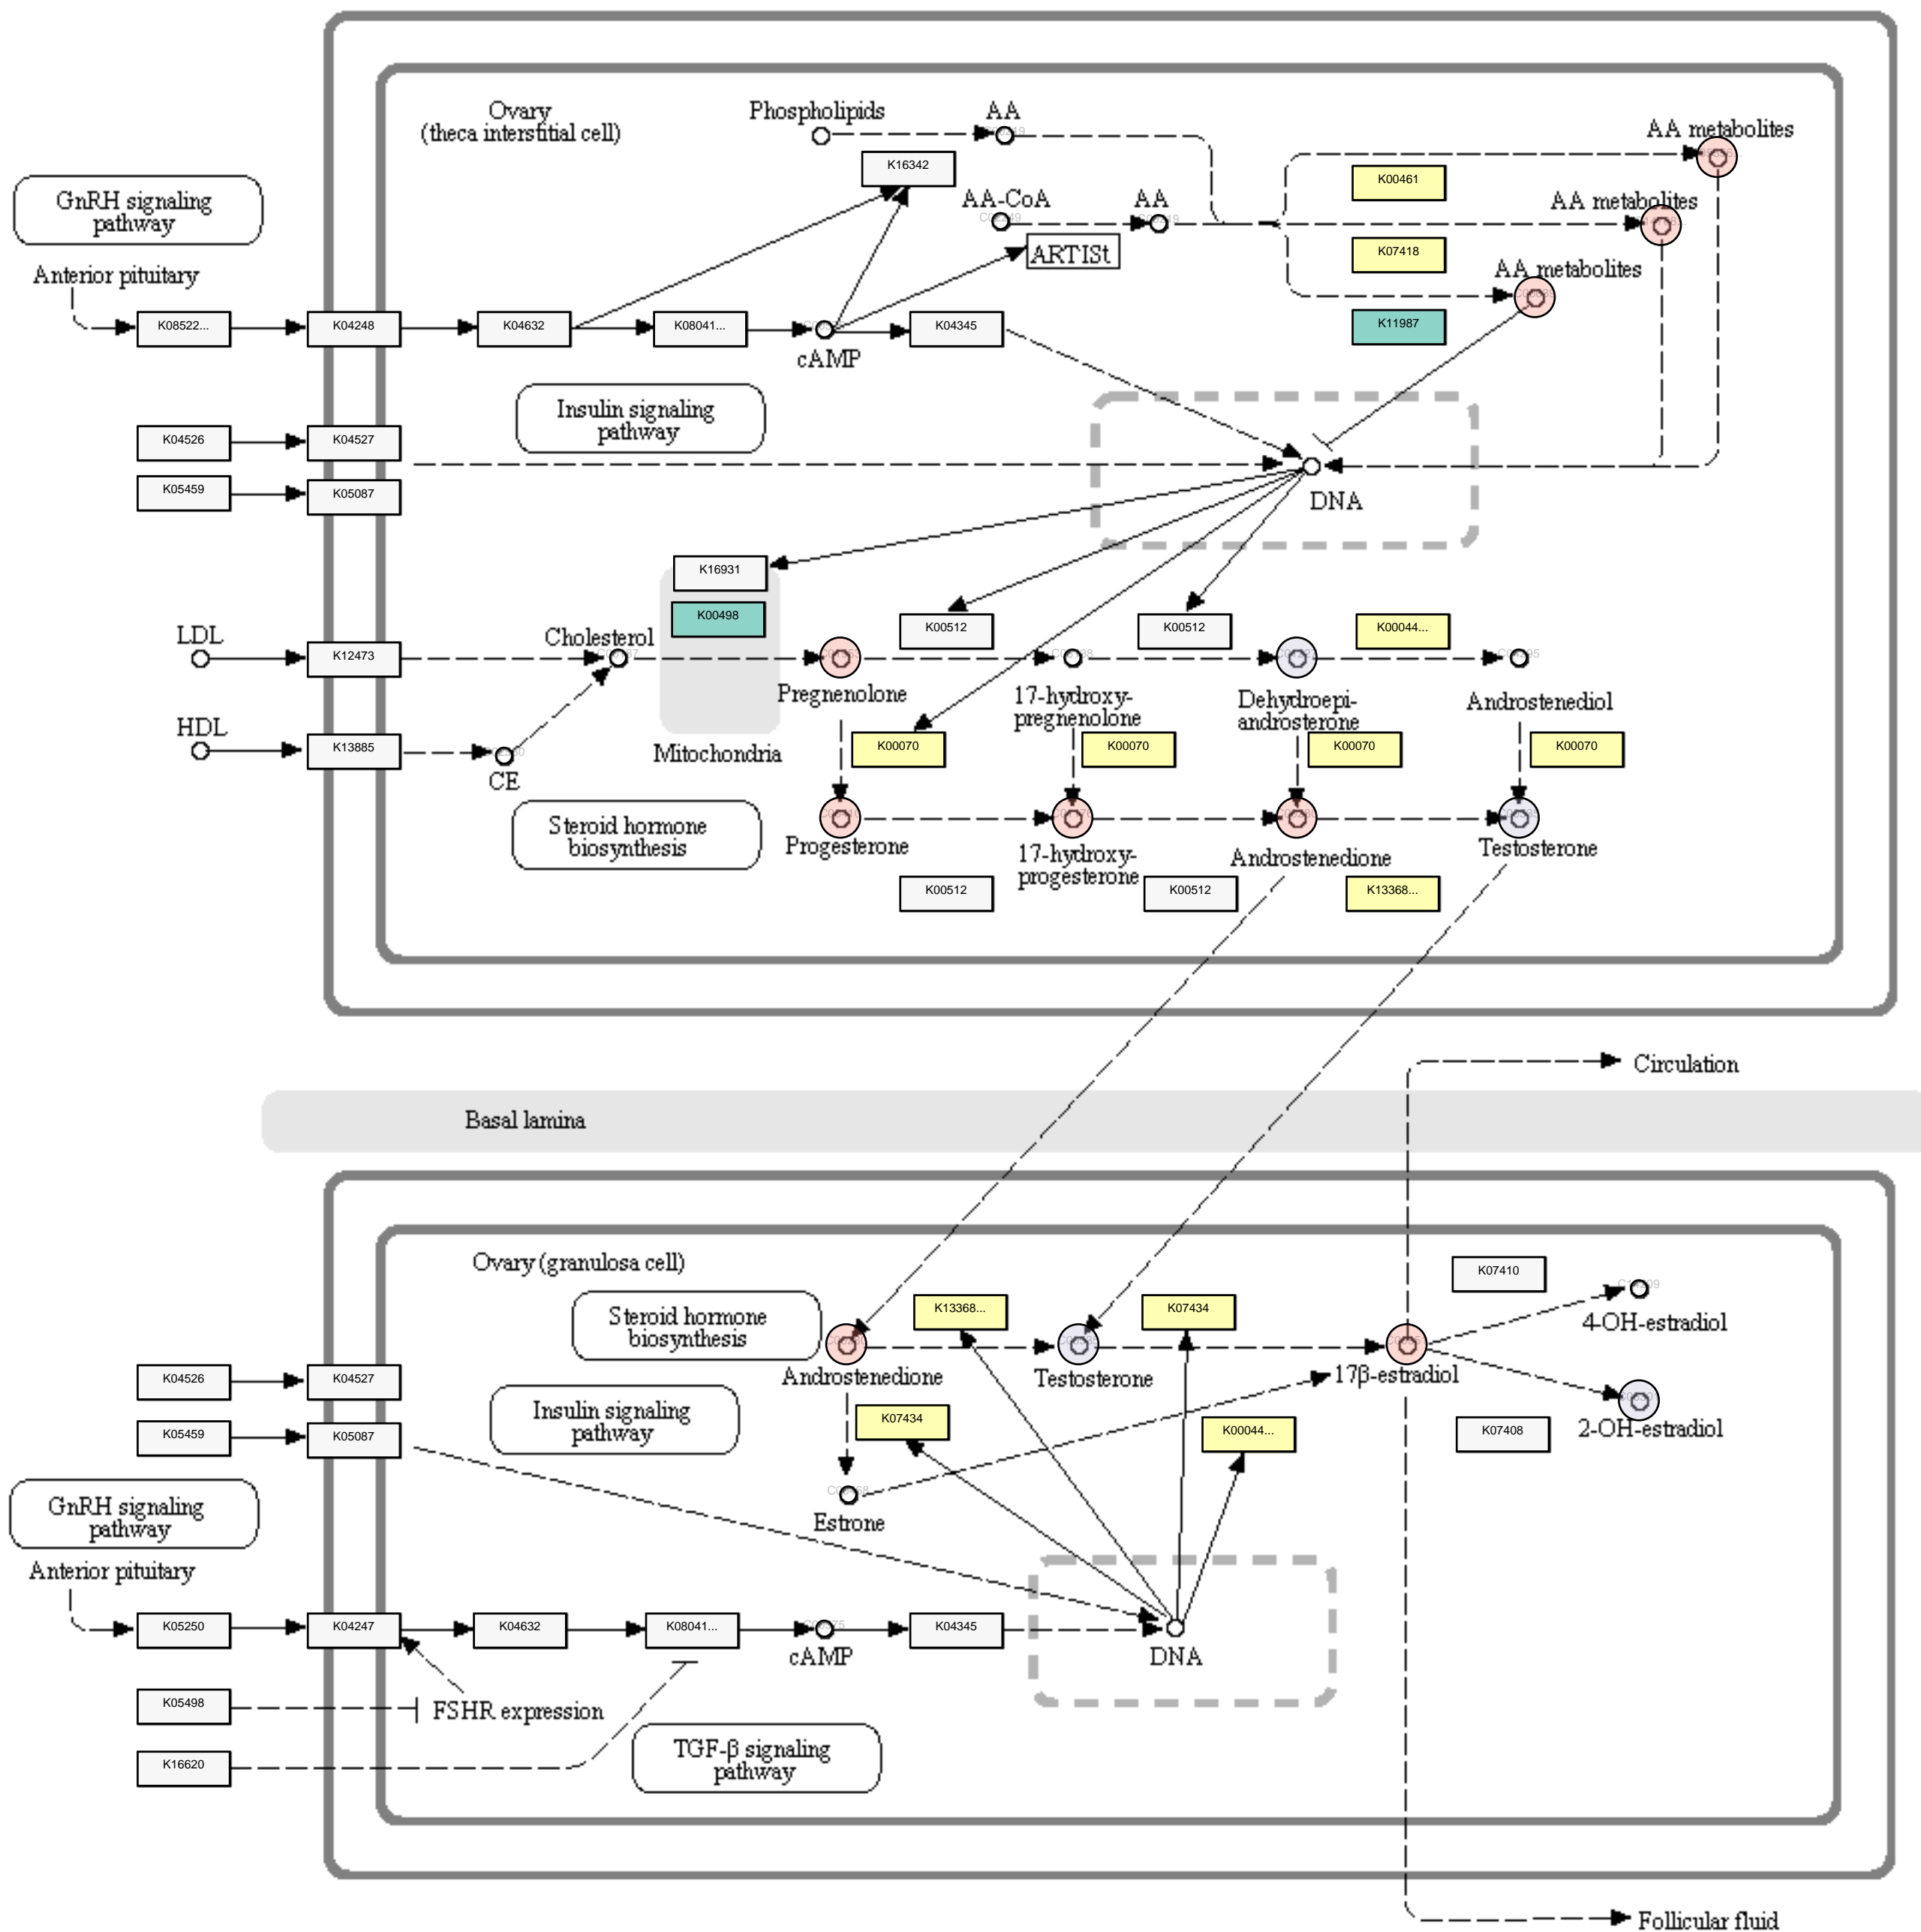 Ovary
(theca interstitial cell)
Phospholipids
AA
AA metabolites
K16342
K00461
GnRH signaling
pathway
AA-CoA
AA
AA metabolites
ARTISt
K07418
Anterior pituitary
AA metabolites
K08522...
K04248
K04632
K08041...
cAMP
K04345
K11987
Insulin signaling
pathway
K04526
K04527
K05459
K05087
DNA
K16931
K00498
K00512
K00512
K00044...
LDL
K12473
Cholesterol
Pregnenolone
17-hydroxy-
pregnenolone
Dehydroepi-
androsterone
Androstenediol
HDL
K13885
CE
Mitochondria
K00070
K00070
K00070
K00070
Steroid hormone
biosynthesis
Progesterone
17-hydroxy-
progesterone
Androstenedione
Testosterone
K00512
K00512
K13368...
Circulation
Basal lamina
Ovary (granulosa cell)
K07410
Steroid hormone
biosynthesis
K13368...
K07434
4-OH-estradiol
Androstenedione
Testosterone
17β-estradiol
K04526
K04527
Insulin signaling
pathway
K07434
K00044...
K07408
2-OH-estradiol
K05459
K05087
GnRH signaling
pathway
Estrone
Anterior pituitary
K05250
K04247
K04632
K08041...
cAMP
K04345
DNA
K05498
FSHR expression
K16620
TGF-β signaling
pathway
Follicular fluid